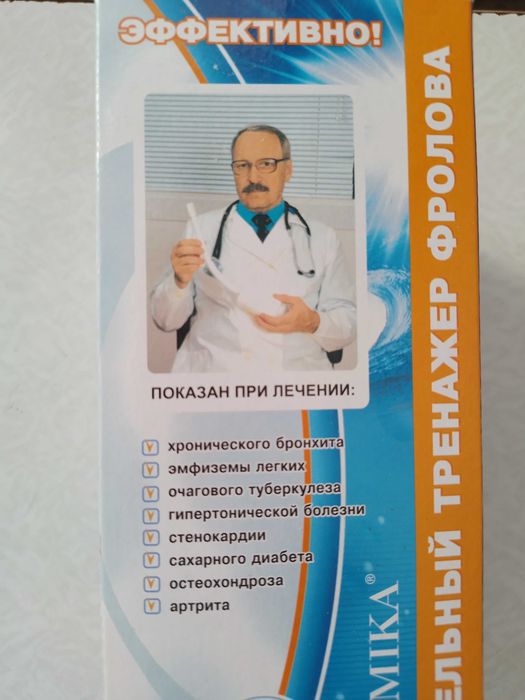 ЭФФЕКТИВНО!
ПОКАЗАН ПРИ ЛЕЧЕНИИ:
хронического бронхита
эмфиземы легких
очагового туберкулеза
гипертонической болезни
стенокардии
сахарного диабета
остеохондроза
артрита
ЕЛЬНЫЙ ТРЕНАЖЕР ФРОЛОВА
МІКА®